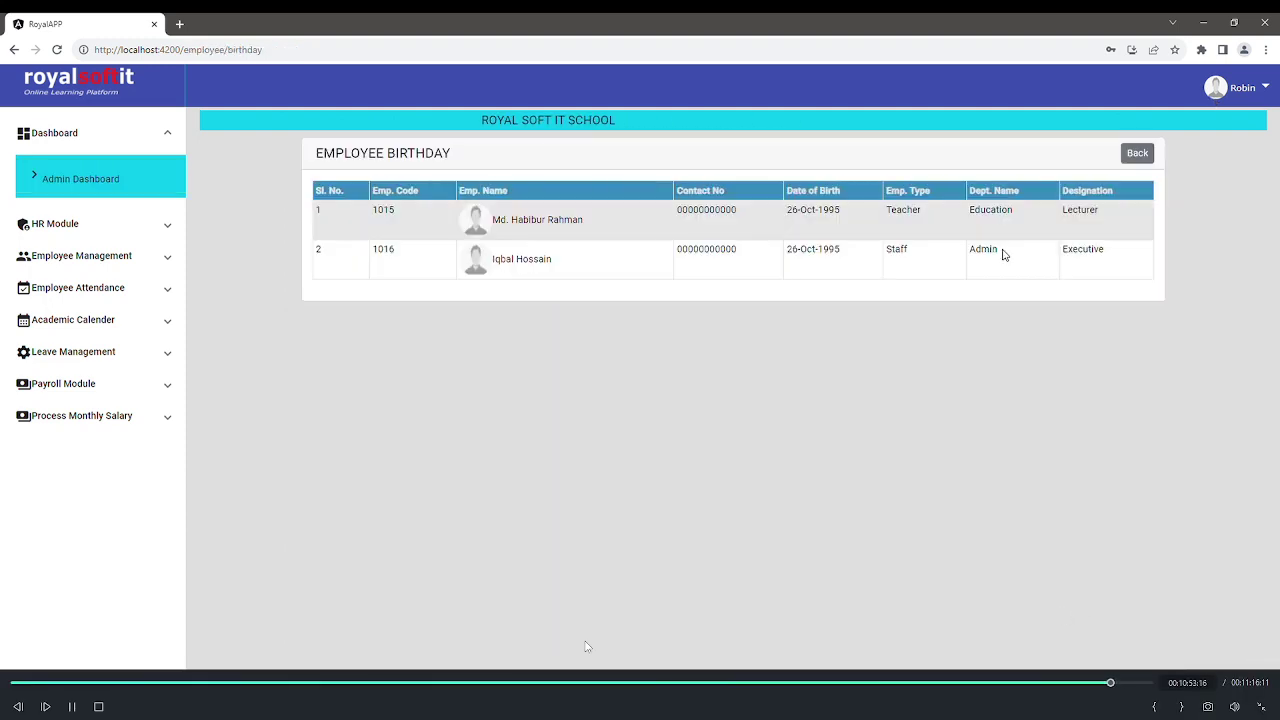 RoyalAPP
http://localhost:4200/employee/birthday
royalsoftit
Online Learning Platform
Robin
ROYAL SOFT IT SCHOOL
Dashboard
Admin Dashboard
HR Module
Employee Management
Employee Attendance
Academic Calender
Leave Management
Payroll Module
Process Monthly Salary
EMPLOYEE BIRTHDAY
Back
Sl. No. Emp. Code Emp. Name Contact No Date of Birth Emp. Type Dept. Name Designation
1 1015 Md. Habibur Rahman 00000000000 26-Oct-1995 Teacher Education Lecturer
2 1016 Iqbal Hossain 00000000000 26-Oct-1995 Staff Admin Executive
00:10:53:16 / 00:11:16:11